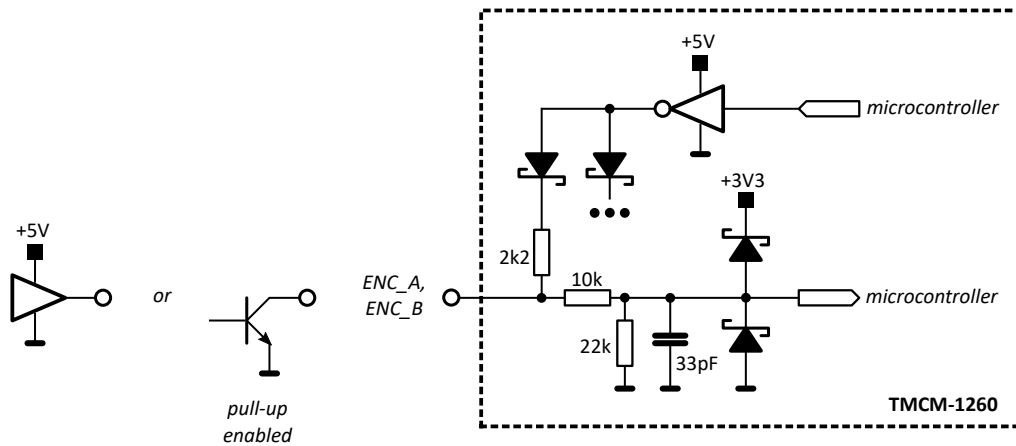 +5V
microcontroller
+3V3
+5V
2k2
10k
or
ENC_A,
ENC_B
microcontroller
22k
33pF
pull-up
enabled
TMCM-1260